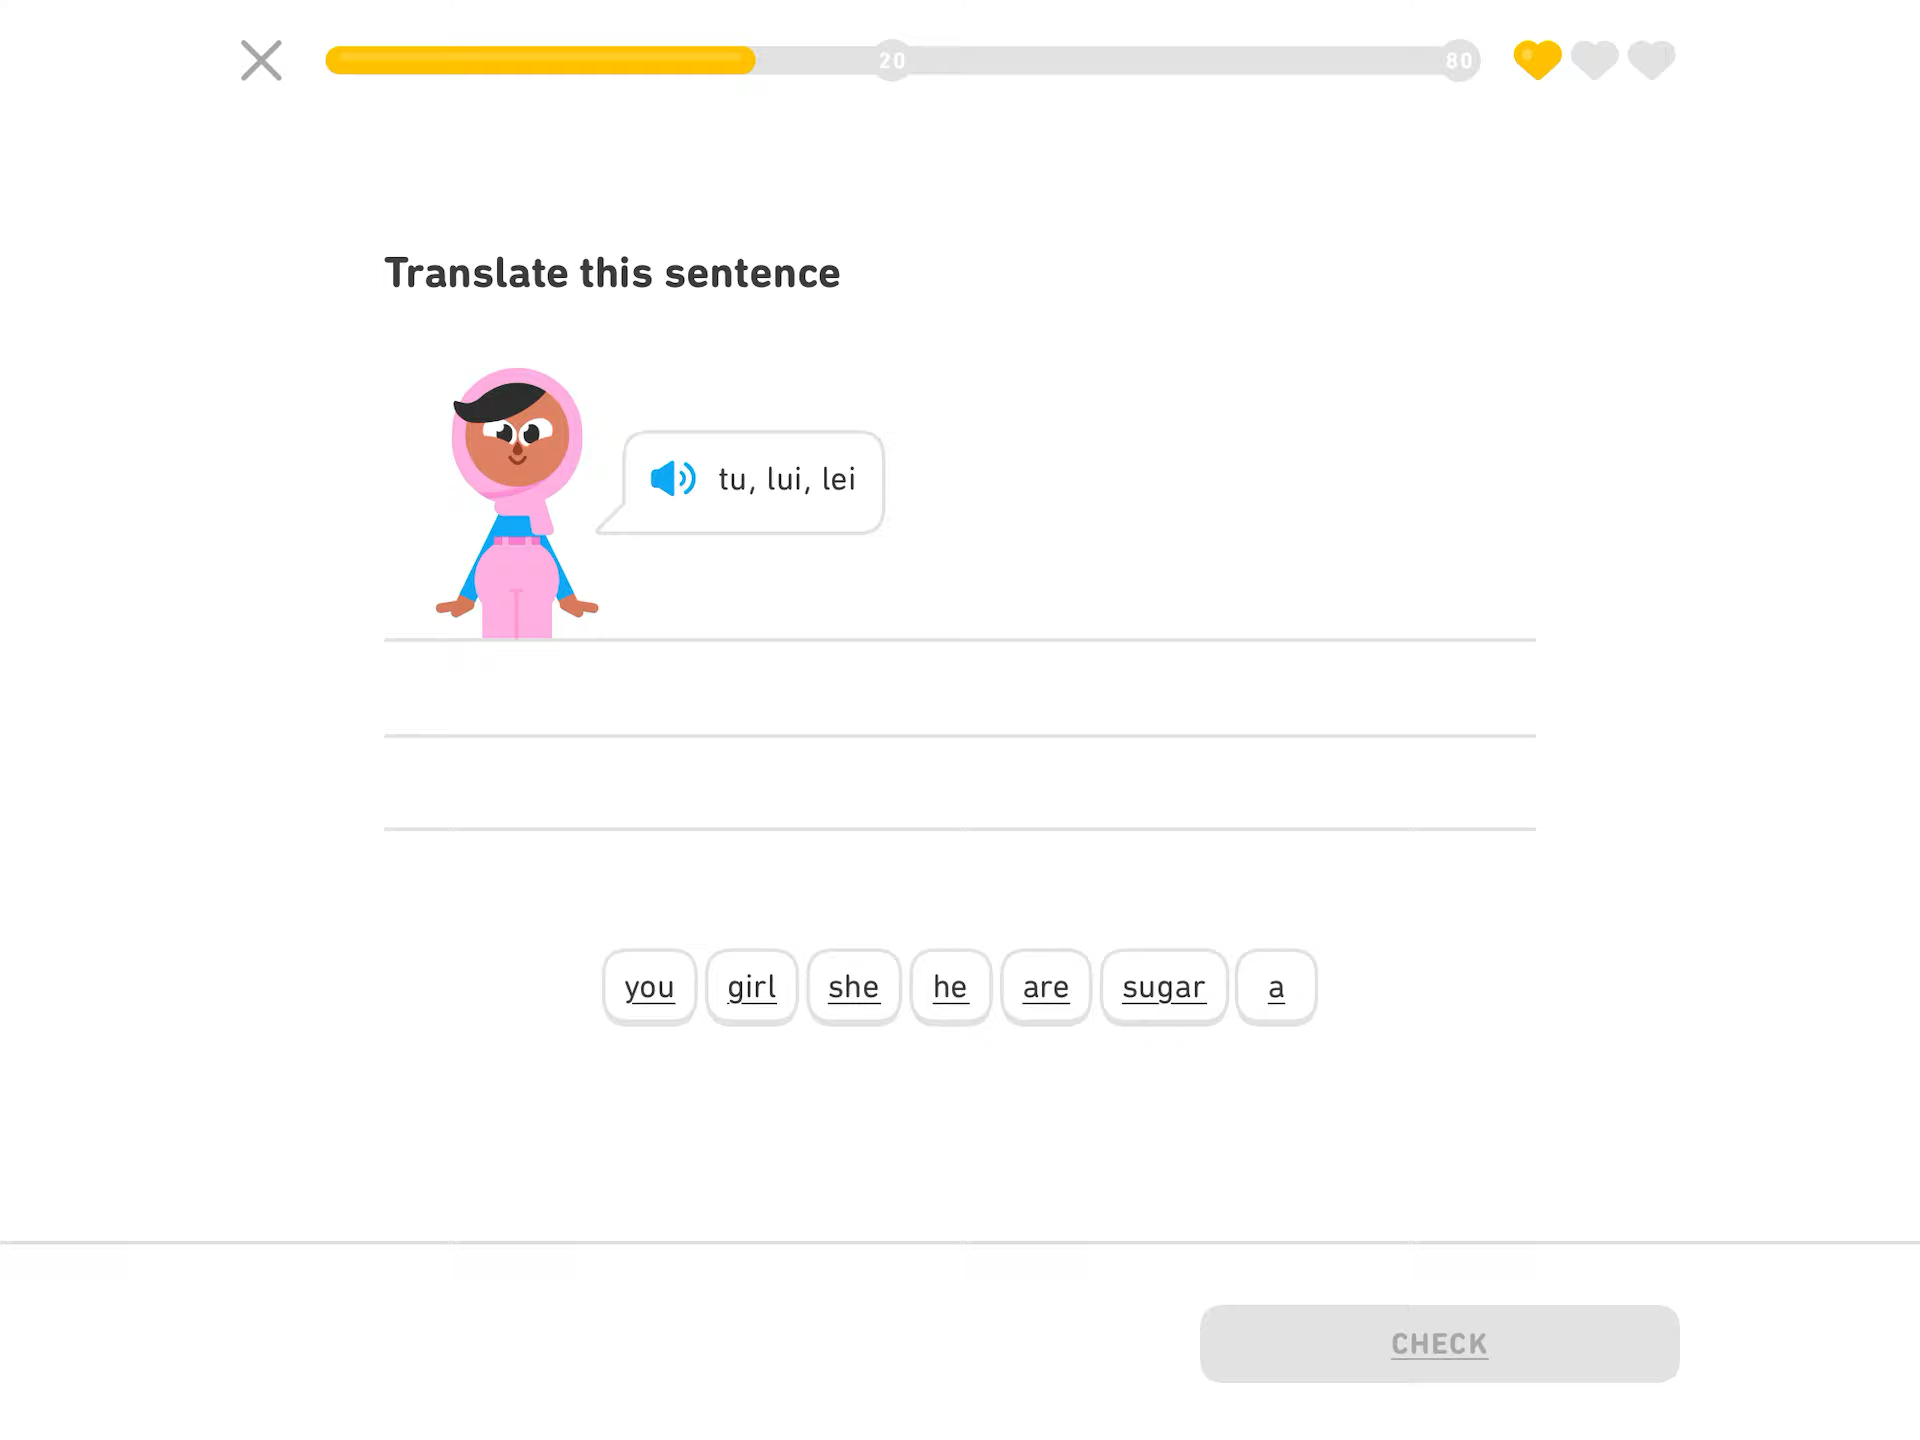 20
80
Translate this sentence
tu, lui, lei
you girl she he are sugar a
CHECK